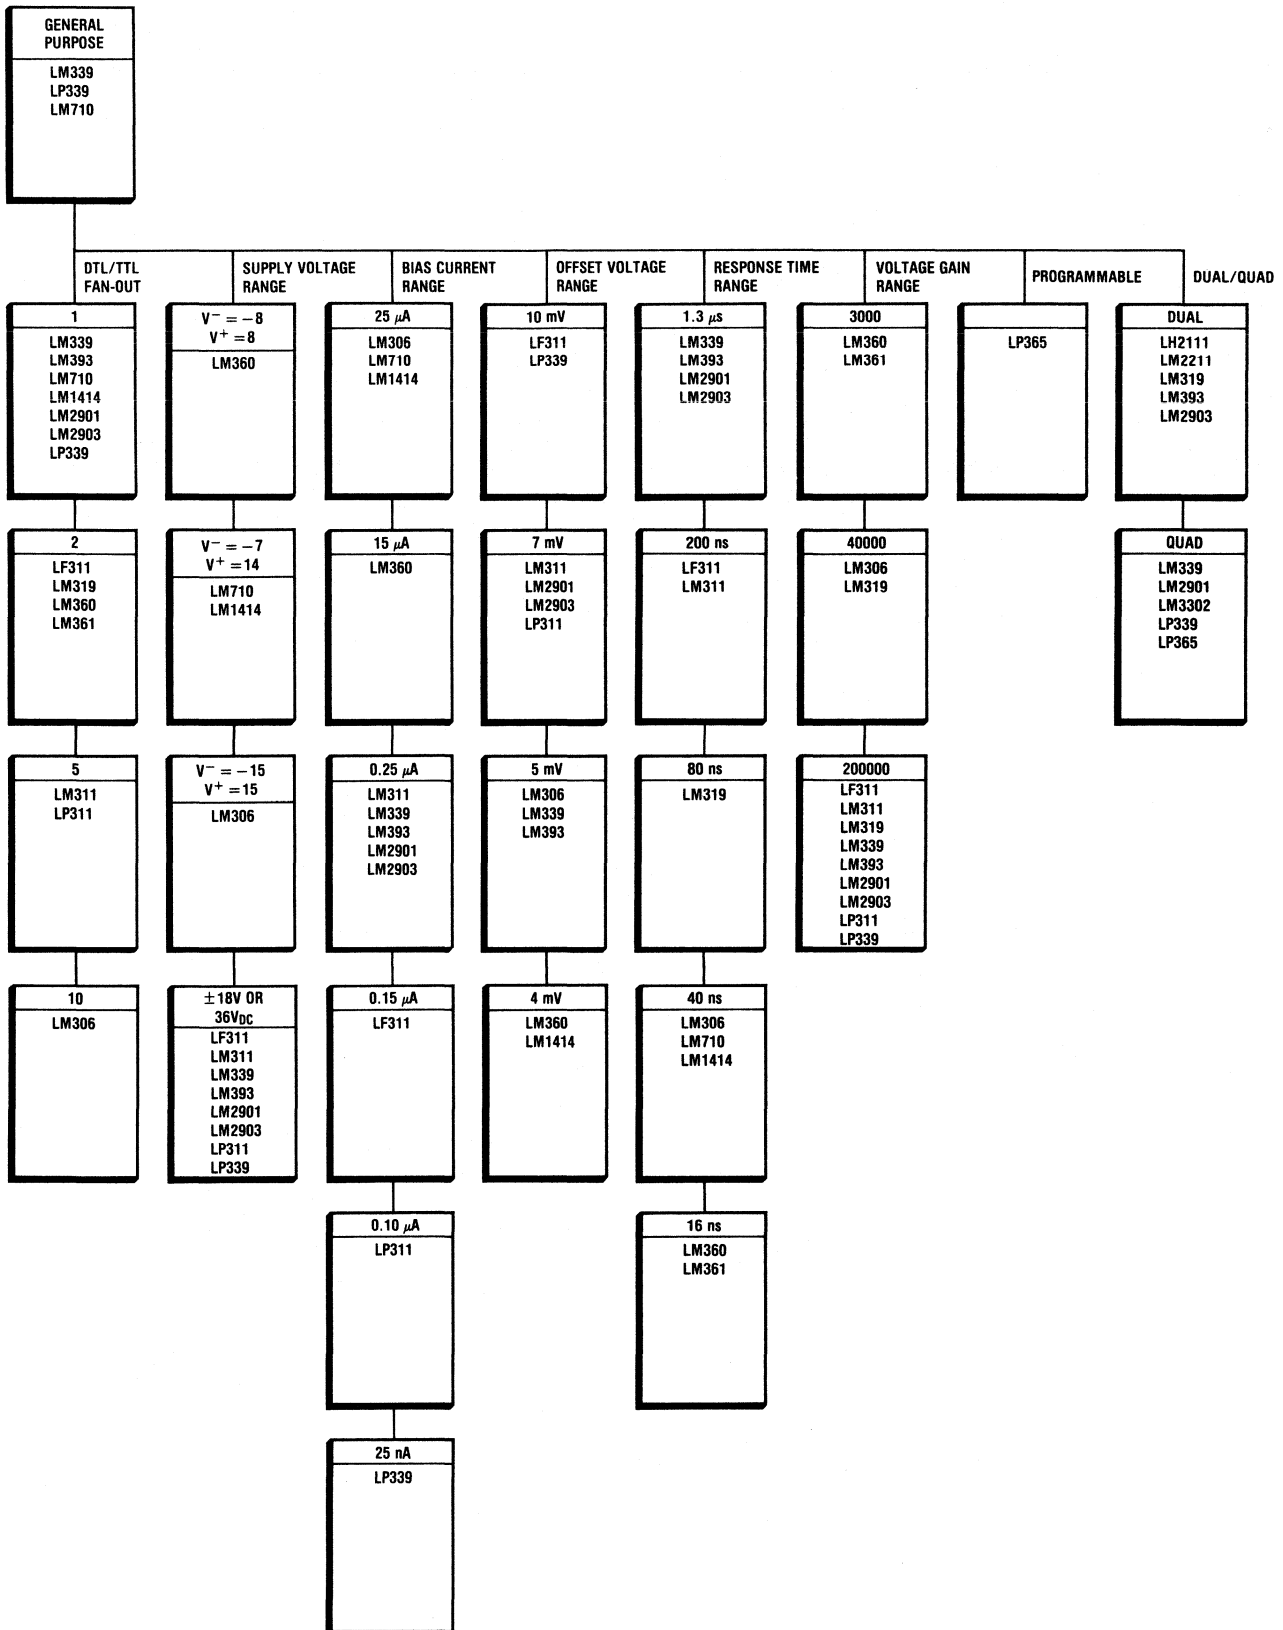 GENERAL
PURPOSE
LM339
LP339
LM710
DTL/TTL
FAN-OUT
1
LM339
LM393
LM710
LM1414
LM2901
LM2903
LP339
2
LF311
LM319
LM360
LM361
5
LM311
LP311
10
LM306
SUPPLY VOLTAGE
RANGE
V⁻ = −8
V⁺ = 8
LM360
V⁻ = −7
V⁺ = 14
LM710
LM1414
V⁻ = −15
V⁺ = 15
LM306
±18V OR
36VDC
LF311
LM311
LM339
LM393
LM2901
LM2903
LP311
LP339
BIAS CURRENT
RANGE
25 μA
LM306
LM710
LM1414
15 μA
LM360
0.25 μA
LM311
LM339
LM393
LM2901
LM2903
0.15 μA
LF311
0.10 μA
LP311
25 nA
LP339
OFFSET VOLTAGE
RANGE
10 mV
LF311
LP339
7 mV
LM311
LM2901
LM2903
LP311
5 mV
LM306
LM339
LM393
4 mV
LM360
LM1414
RESPONSE TIME
RANGE
1.3 μs
LM339
LM393
LM2901
LM2903
200 ns
LF311
LM311
80 ns
LM319
40 ns
LM306
LM710
LM1414
16 ns
LM360
LM361
VOLTAGE GAIN
RANGE
3000
LM360
LM361
40000
LM306
LM319
200000
LF311
LM311
LM319
LM339
LM393
LM2901
LM2903
LP311
LP339
PROGRAMMABLE
LP365
DUAL/QUAD
DUAL
LH2111
LM2211
LM319
LM393
LM2903
QUAD
LM339
LM2901
LM3302
LP339
LP365